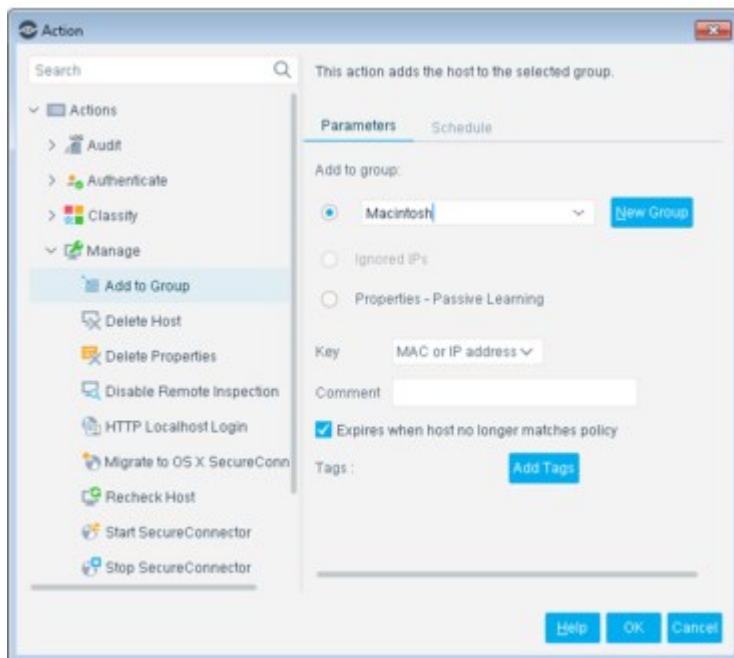 Action
Search
Actions
Audit
Authenticate
Classify
Manage
Add to Group
Delete Host
Delete Properties
Disable Remote Inspection
HTTP Localhost Login
Migrate to OS X SecureConn
Recheck Host
Start SecureConnector
Stop SecureConnector
This action adds the host to the selected group.
Parameters Schedule
Add to group:
Macintosh New Group
Ignored IPs
Properties - Passive Learning
Key MAC or IP address
Comment
Expires when host no longer matches policy
Tags : Add Tags
Help OK Cancel